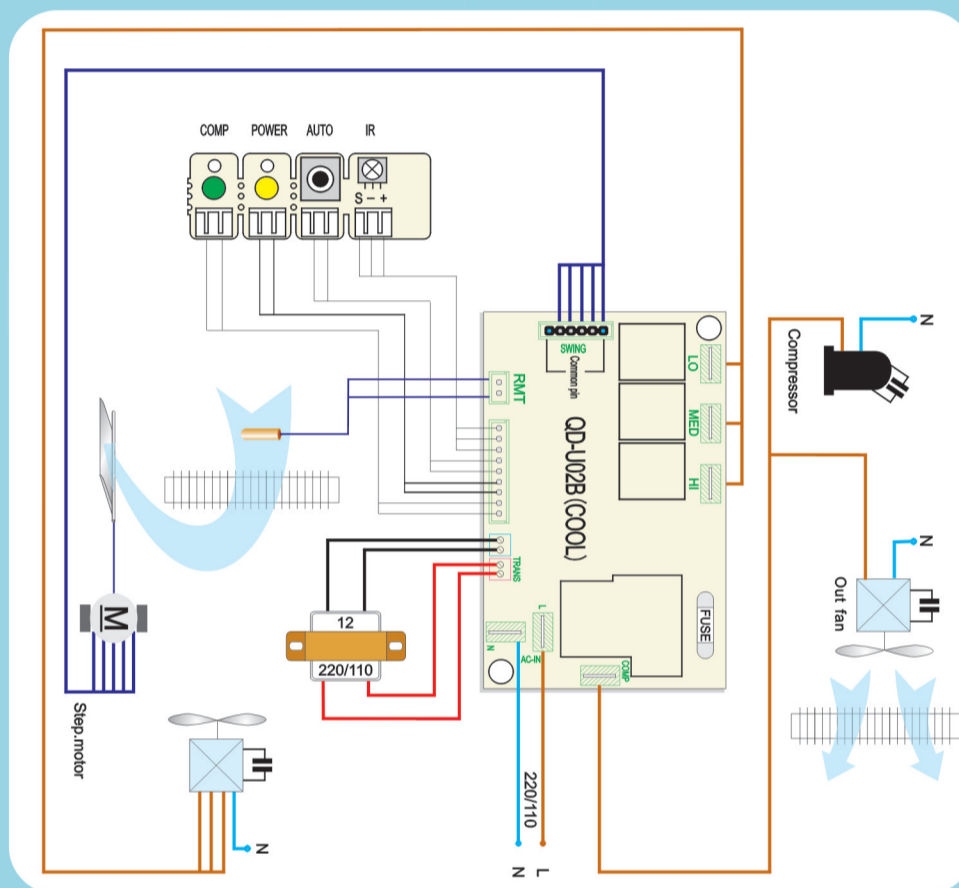 COMP POWER AUTO IR
S - +
N
Compressor
SWING
Common pin
LO
RMT
MED
HI
QD-U02B(COOL)
N
Out fan
TRANS
FUSE
12
220/110
L
N
AC-IN
COMP
M
Step.motor
220/110
N
N L